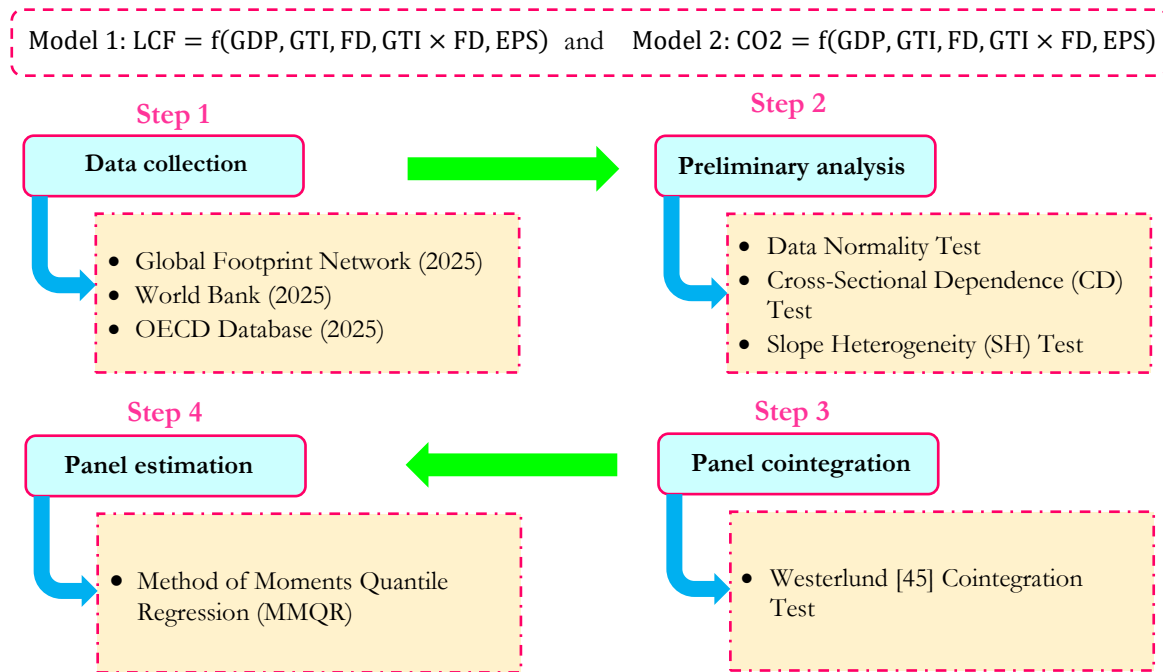 Model 1: LCF = f(GDP, GTI, FD, GTI × FD, EPS) and Model 2: CO2 = f(GDP, GTI, FD, GTI × FD, EPS)
Step 1
Data collection
• Global Footprint Network (2025)
• World Bank (2025)
• OECD Database (2025)
Step 2
Preliminary analysis
• Data Normality Test
• Cross-Sectional Dependence (CD)
Test
• Slope Heterogeneity (SH) Test
Step 3
Panel cointegration
• Westerlund [45] Cointegration
Test
Step 4
Panel estimation
• Method of Moments Quantile
Regression (MMQR)